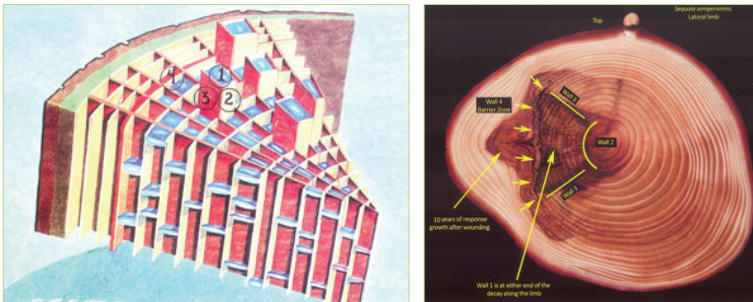 4
1
3
2
Sequoia sempervirens.
Lateral limb
Top
Wall 4
Barrier Zone
Wall 3
Wall 2
Wall 3
10 years of response
growth after wounding.
Wall 1 is at either end of the
decay along the limb